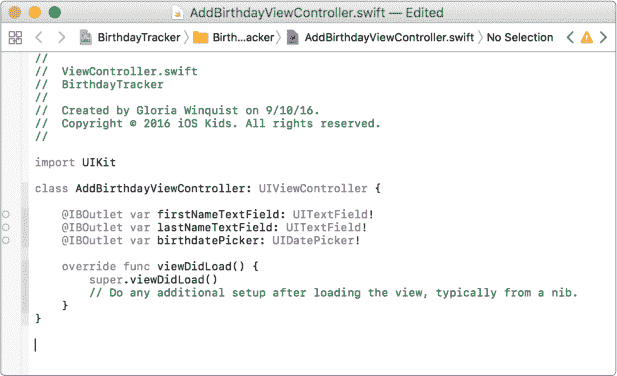 AddBirthdayViewController.swift — Edited
BirthdayTracker Birth...acker AddBirthdayViewController.swift No Selection
//
// ViewController.swift
// BirthdayTracker
//
// Created by Gloria Winquist on 9/10/16.
// Copyright © 2016 iOS Kids. All rights reserved.
//
import UIKit
class AddBirthdayViewController: UIViewController {
@IBOutlet var firstNameTextField: UITextField!
@IBOutlet var lastNameTextField: UITextField!
@IBOutlet var birthdatePicker: UIDatePicker!
override func viewDidLoad() {
super.viewDidLoad()
// Do any additional setup after loading the view, typically from a nib.
}
}